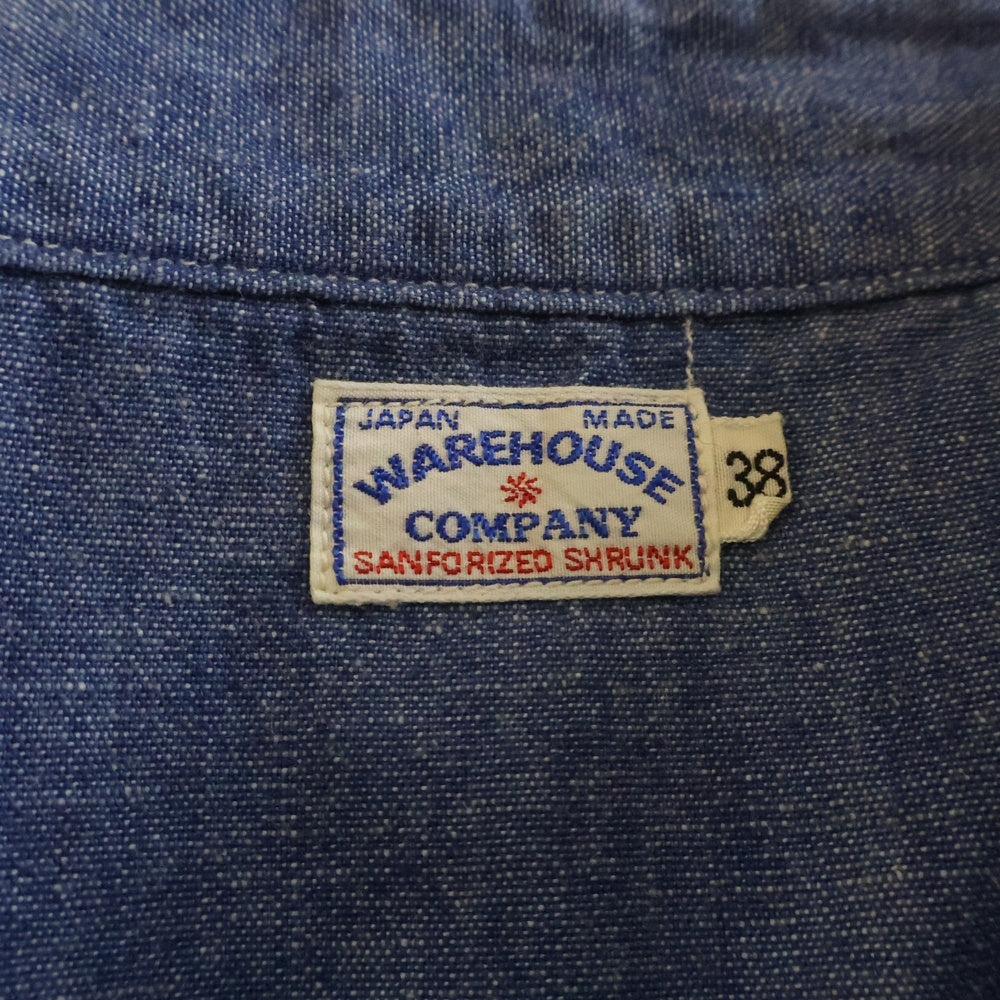 JAPAN MADE
WAREHOUSE
COMPANY
SANFORIZED SHRUNK
38